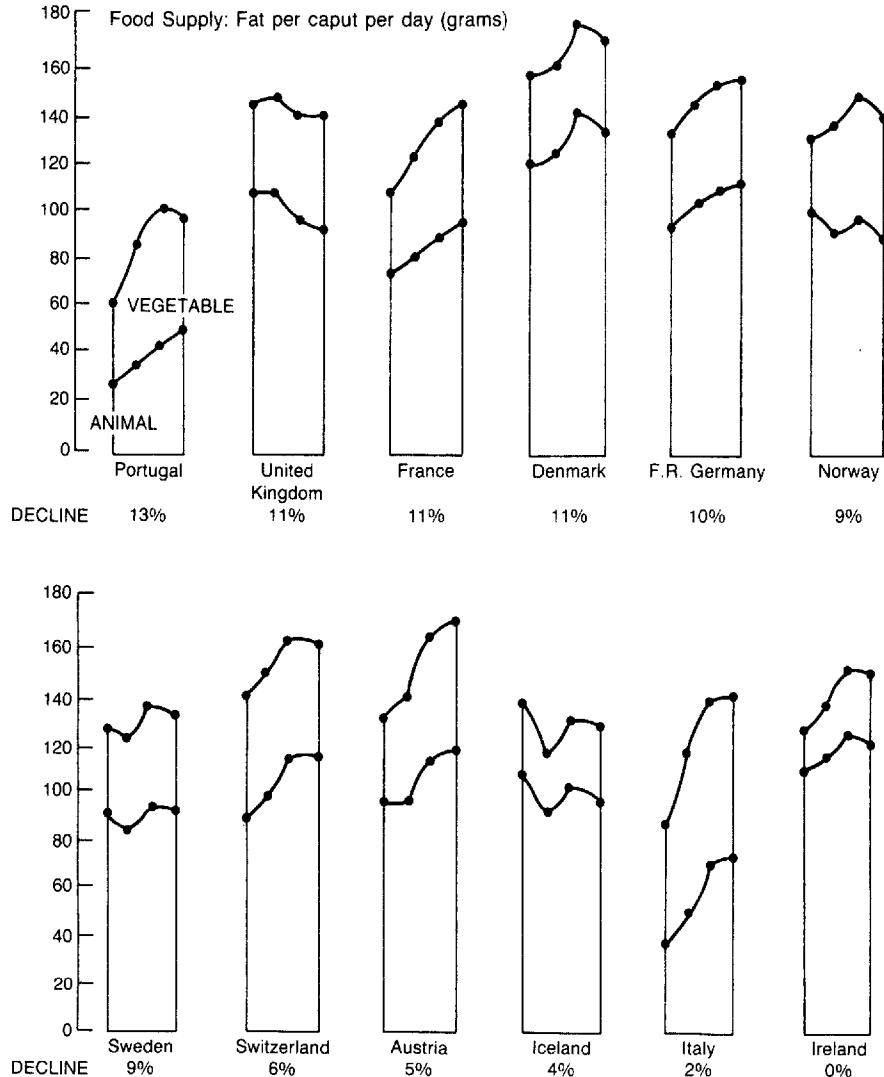 Food Supply: Fat per caput per day (grams)
180
160
140
120
100
80
60
40
20
0
VEGETABLE
ANIMAL
Portugal United Kingdom France Denmark F.R. Germany Norway
DECLINE 13% 11% 11% 11% 10% 9%
180
160
140
120
100
80
60
40
20
0
Sweden Switzerland Austria Iceland Italy Ireland
DECLINE 9% 6% 5% 4% 2% 0%